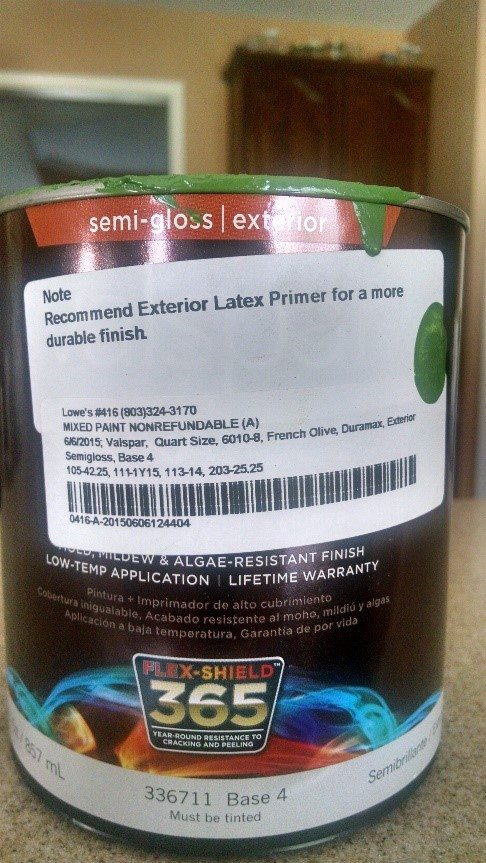 semi-gloss | exterior
Note
Recommend Exterior Latex Primer for a more
durable finish.
Lowe's #416 (803)324-3170
MIXED PAINT NONREFUNDABLE (A)
6/6/2015; Valspar, Quart Size, 6010-8, French Olive, Duramax, Exterior
Semigloss, Base 4
105-42.25, 111-1Y15, 113-14, 203-25.25
0416-A-20150606124404
MILDEW & ALGAE-RESISTANT FINISH
LOW-TEMP APPLICATION | LIFETIME WARRANTY
Pintura + Imprimador de alto cubrimiento
Cobertura inigualable, Acabado resistente al moho, mildiú y algas
Aplicación a baja temperatura, Garantía de por vida
FLEX-SHIELD™
365
YEAR-ROUND RESISTANCE TO
CRACKING AND PEELING
857 mL
Semibrillante
336711 Base 4
Must be tinted